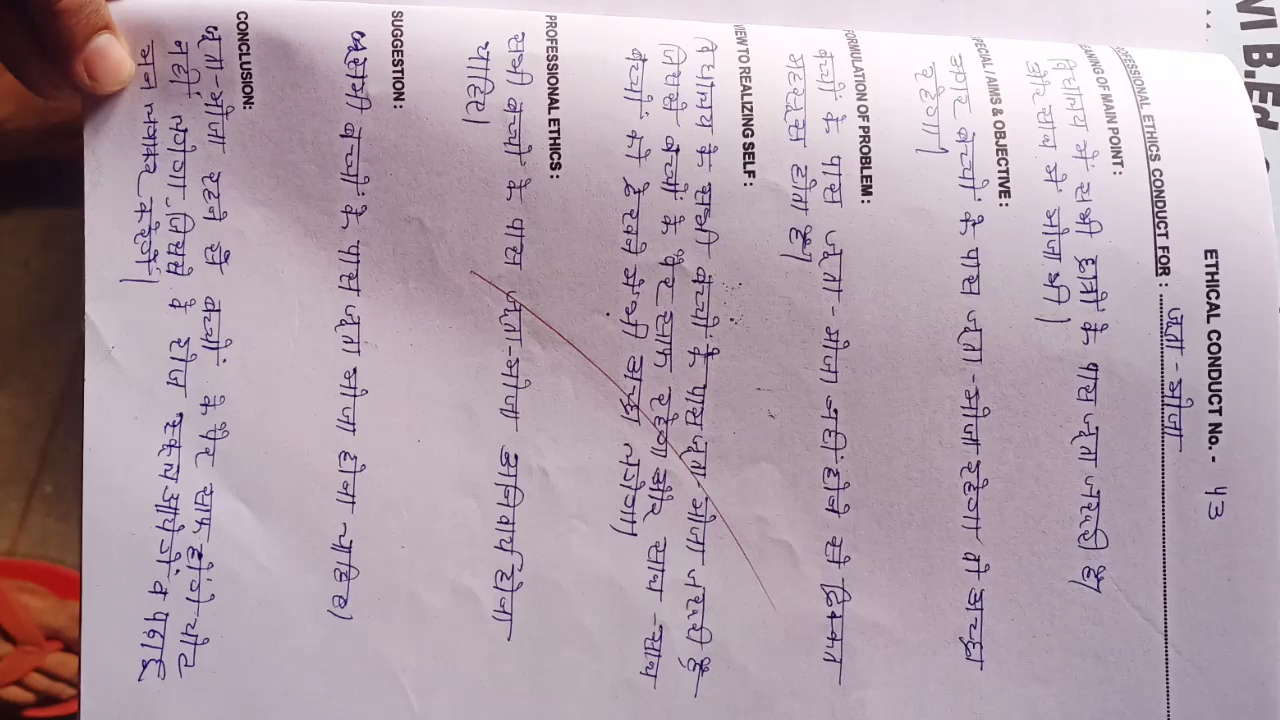 VI B.Ed
ETHICAL CONDUCT No. - 43
PROFESSIONAL ETHICS CONDUCT FOR : जूता - मोजा
MEANING OF MAIN POINT :
विद्यालय में सभी छात्रों के पास जूता जरूरी है।
और साथ में मोजा भी।
SPECIAL / AIMS & OBJECTIVE :
अगर बच्चों के पास जूता - मोजा रहेगा तो अच्छा
रहेगा।
FORMULATION OF PROBLEM :
बच्चों के पास जूता - मोजा नहीं होने से दिक्कत
महसूस होता है।
VIEW TO REALIZING SELF :
विद्यालय के सभी बच्चों के पास जूता मोजा जरूरी है
जिससे बच्चों के पैर साफ रहेगा और साथ - साथ
बच्चों को देखने में भी अच्छा लगेगा।
PROFESSIONAL ETHICS :
सभी बच्चों के पास जूता-मोजा अनिवार्य होना
चाहिए।
SUGGESTION :
सभी बच्चों के पास जूता मोजा होना चाहिए।
CONCLUSION :
जूता - मोजा रहने से बच्चों के पैर साफ होंगे चोट
नहीं लगेगा जिससे वे रोज स्कूल आयेंगे व पढ़ाई
मन लगाकर करेंगे।